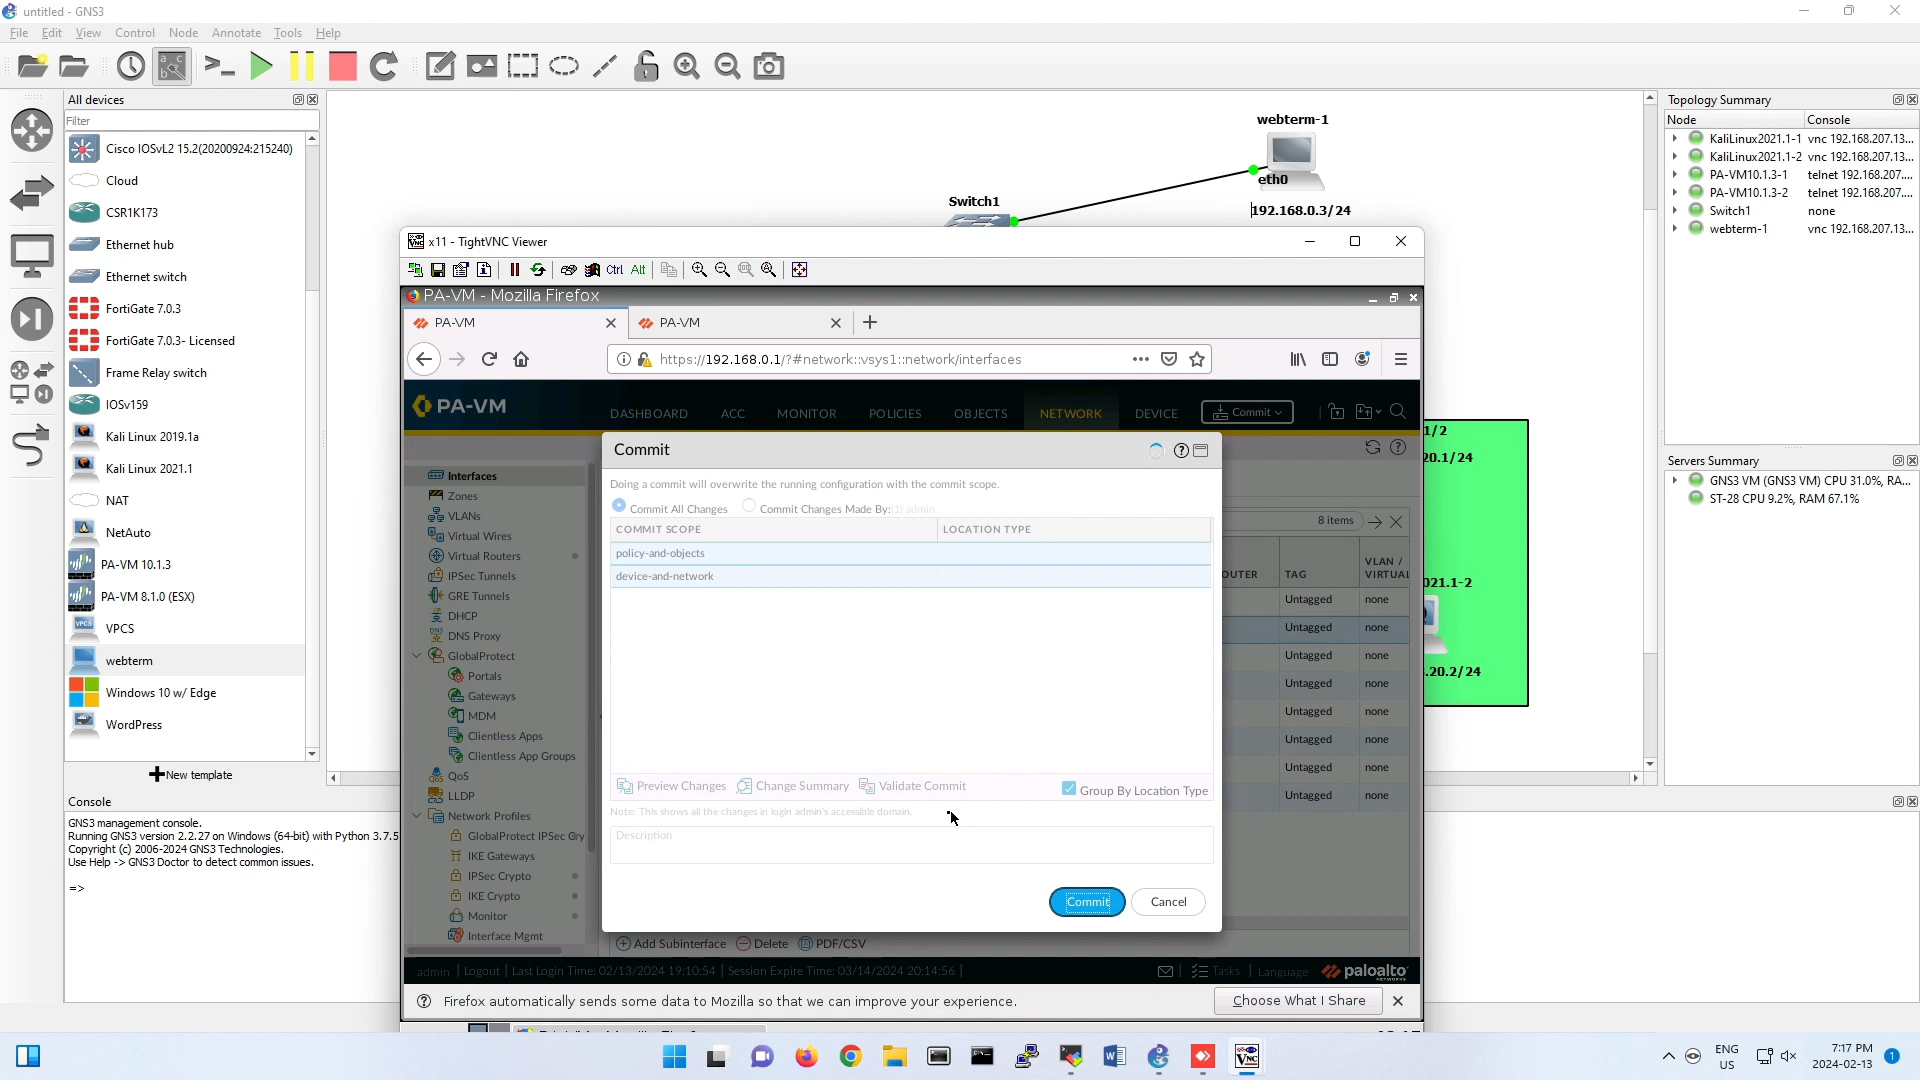 untitled - GNS3
File Edit View Control Node Annotate Tools Help
All devices
Filter
Cisco IOSvL2 15.2(20200924:215240)
Cloud
CSR1K173
Ethernet hub
Ethernet switch
FortiGate 7.0.3
FortiGate 7.0.3- Licensed
Frame Relay switch
IOSv159
Kali Linux 2019.1a
Kali Linux 2021.1
NAT
NetAuto
PA-VM 10.1.3
PA-VM 8.1.0 (ESX)
VPCS
webterm
Windows 10 w/ Edge
WordPress
New template
Console
GNS3 management console.
Running GNS3 version 2.2.27 on Windows (64-bit) with Python 3.7.5
Copyright (c) 2006-2024 GNS3 Technologies.
Use Help -> GNS3 Doctor to detect common issues.
=>
webterm-1
eth0
192.168.0.3/24
Switch1
x11 - TightVNC Viewer
Ctrl Alt
PA-VM - Mozilla Firefox
PA-VM
PA-VM
https://192.168.0.1/?#network::vsys1::network/interfaces
PA-VM
DASHBOARD ACC MONITOR POLICIES OBJECTS NETWORK DEVICE Commit
Interfaces
Zones
VLANs
Virtual Wires
Virtual Routers
IPSec Tunnels
GRE Tunnels
DHCP
DNS Proxy
GlobalProtect
Portals
Gateways
MDM
Clientless Apps
Clientless App Groups
QoS
LLDP
Network Profiles
GlobalProtect IPSec Cry
IKE Gateways
IPSec Crypto
IKE Crypto
Monitor
Interface Mgmt
Commit
Doing a commit will overwrite the running configuration with the commit scope.
Commit All Changes Commit Changes Made By:(1) admin
COMMIT SCOPE LOCATION TYPE
policy-and-objects
device-and-network
Preview Changes Change Summary Validate Commit Group By Location Type
Note: This shows all the changes in login admin's accessible domain.
Description
Commit Cancel
8 items
OUTER TAG VLAN / VIRTUAL
Untagged none
Untagged none
Untagged none
Untagged none
Untagged none
Untagged none
Untagged none
Untagged none
Add Subinterface Delete PDF/CSV
admin | Logout | Last Login Time: 02/13/2024 19:10:54 | Session Expire Time: 03/14/2024 20:14:56 |
Tasks | Language paloalto NETWORKS
Firefox automatically sends some data to Mozilla so that we can improve your experience.
Choose What I Share
1/2
20.1/24
021.1-2
.20.2/24
Topology Summary
Node Console
KaliLinux2021.1-1 vnc 192.168.207.13...
KaliLinux2021.1-2 vnc 192.168.207.13...
PA-VM10.1.3-1 telnet 192.168.207....
PA-VM10.1.3-2 telnet 192.168.207....
Switch1 none
webterm-1 vnc 192.168.207.13...
Servers Summary
GNS3 VM (GNS3 VM) CPU 31.0%, RA...
ST-28 CPU 9.2%, RAM 67.1%
ENG
US
7:17 PM
2024-02-13
1